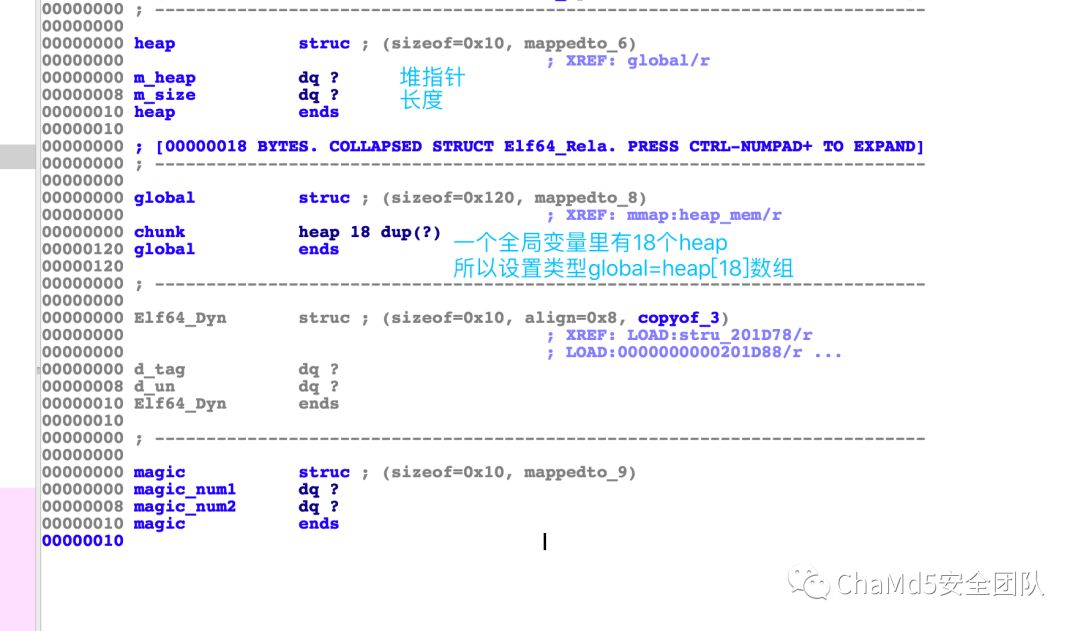 00000000 ; ---------------------------------------------------------------------------
00000000
00000000 heap struc ; (sizeof=0x10, mappedto_6)
00000000 ; XREF: global/r
00000000 m_heap dq ? 堆指针
00000008 m_size dq ? 长度
00000010 heap ends
00000010
00000000 ; [00000018 BYTES. COLLAPSED STRUCT Elf64_Rela. PRESS CTRL-NUMPAD+ TO EXPAND]
00000000 ; ---------------------------------------------------------------------------
00000000
00000000 global struc ; (sizeof=0x120, mappedto_8)
00000000 ; XREF: mmap:heap_mem/r
00000000 chunk heap 18 dup(?) 一个全局变量里有18个heap
00000120 global ends
00000120 所以设置类型global=heap[18]数组
00000000 ; ---------------------------------------------------------------------------
00000000
00000000 Elf64_Dyn struc ; (sizeof=0x10, align=0x8, copyof_3)
00000000 ; XREF: LOAD:stru_201D78/r
00000000 ; LOAD:0000000000201D88/r ...
00000000 d_tag dq ?
00000008 d_un dq ?
00000010 Elf64_Dyn ends
00000010
00000000 ; ---------------------------------------------------------------------------
00000000
00000000 magic struc ; (sizeof=0x10, mappedto_9)
00000000 magic_num1 dq ?
00000008 magic_num2 dq ?
00000010 magic ends
00000010
ChaMd5安全团队